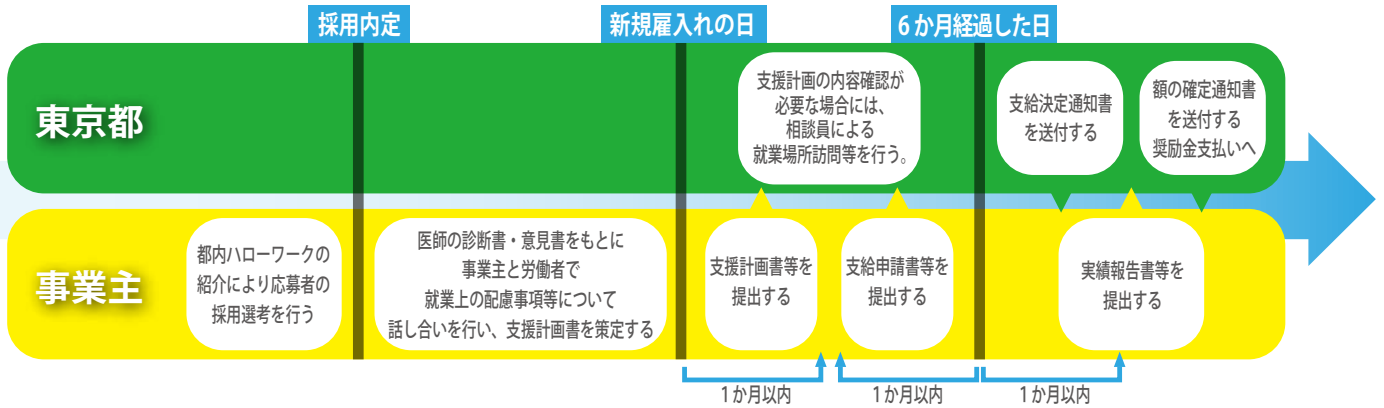 採用内定
新規雇入れの日
6か月経過した日
東京都
支援計画の内容確認が
必要な場合には、
相談員による
就業場所訪問等を行う。
支給決定通知書
を送付する
額の確定通知書
を送付する
奨励金支払いへ
事業主
都内ハローワークの
紹介により応募者の
採用選考を行う
医師の診断書・意見書をもとに
事業主と労働者で
就業上の配慮事項等について
話し合いを行い、支援計画書を策定する
支援計画書等を
提出する
支給申請書等を
提出する
実績報告書等を
提出する
1か月以内
1か月以内
1か月以内